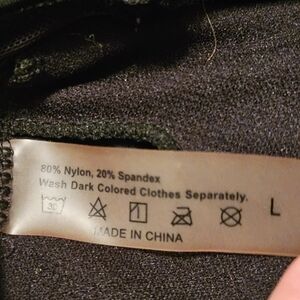 80% Nylon, 20% Spandex
Wash Dark Colored Clothes Separately.
30
L
MADE IN CHINA